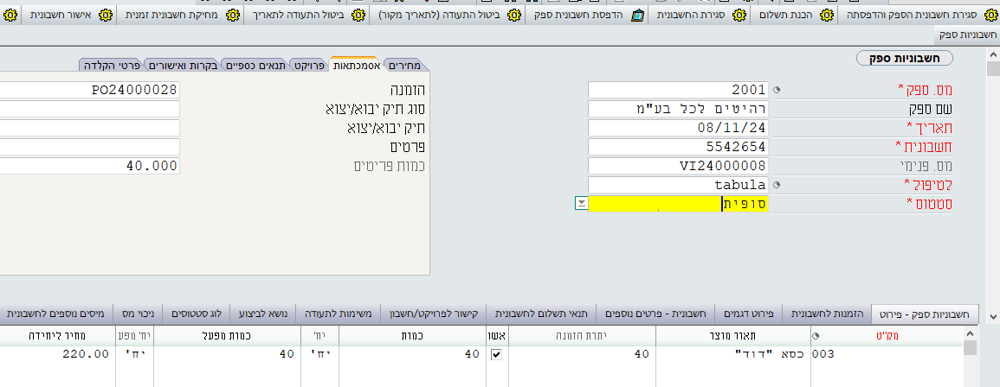 סגירת חשבונית הספק והדפסתה הכנת תשלום סגירת החשבונית הדפסת חשבונית ספק ביטול התעודה (לתאריך מקור) ביטול התעודה לתאריך מחיקת חשבונית זמנית אישור חשבונית
חשבוניות ספק
חשבוניות ספק
מחירים אסמכתאות פרויקט תנאים כספיים בקרות ואישורים פרטי הקלדה
מס. ספק * 2001
שם ספק רהיטים לכל בע"מ
תאריך * 08/11/24
חשבונית * 5542654
מס. פנימי VI24000008
לטיפול * tabula
סטטוס * סופית
הזמנה PO24000028
סוג תיק יבוא/יצוא
תיק יבוא/יצוא
פרטים
כמות פריטים 40.000
חשבוניות ספק - פירוט הזמנות לחשבונית פירוט דגמים חשבונית - פרטים נוספים תנאי תשלום לחשבונית קישור לפרויקט/חשבון משימות לתעודה נושא לביצוע לוג סטטוסים ניכוי מס מיסים נוספים לחשבונית
מק"ט תאור מוצר יתרת הזמנה אשו כמות יח' כמות מפעל יח' מפע מחיר ליחידה
003 כסא "דוד" 40 40 יח' 40 יח' 220.00